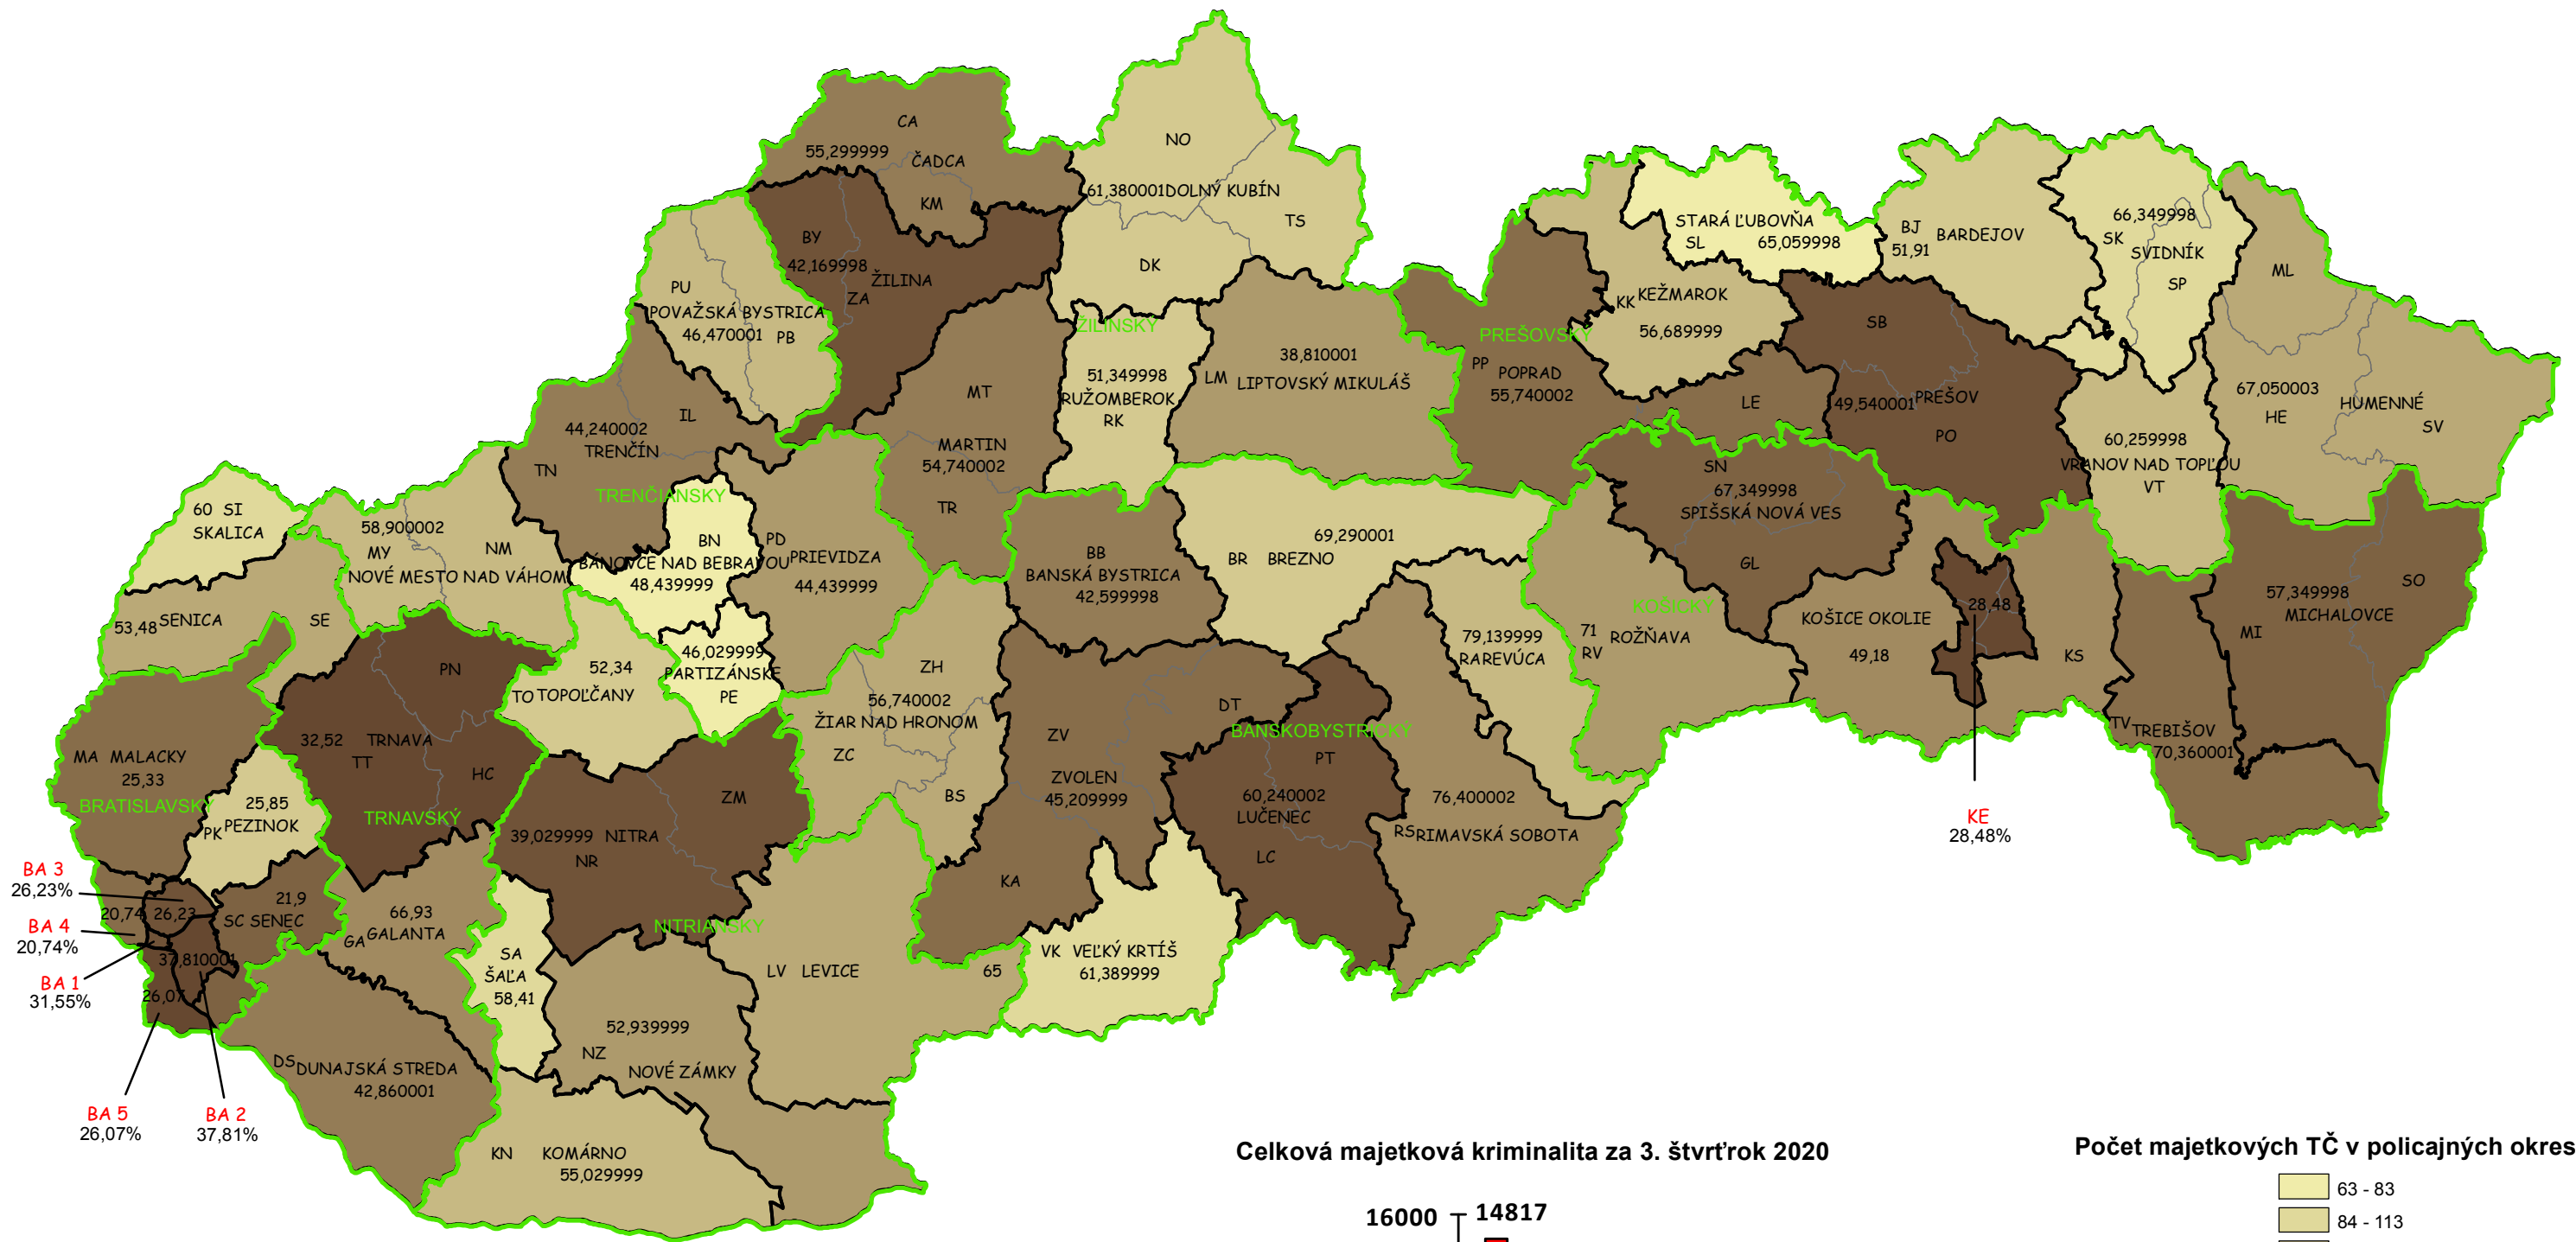 CA
55,299999
ČADCA
KM
NO
61,380001DOLNÝ KUBÍN
TS
DK
BY
42,169998
ŽILINA
ZA
PU
POVAŽSKÁ BYSTRICA
46,470001
PB
ŽILINSKÝ
51,349998
RUŽOMBEROK
RK
38,810001
LM
LIPTOVSKÝ MIKULÁŠ
MT
MARTIN
54,740002
TR
IL
44,240002
TRENČÍN
TN
TRENČIANSKY
STARÁ ĽUBOVŇA
SL
65,059998
BJ
51,91
BARDEJOV
66,349998
SK
SVIDNÍK
SP
ML
KK
KEŽMAROK
56,689999
PREŠOVSKÝ
PP
POPRAD
55,740002
LE
SB
49,540001
PREŠOV
PO
67,050003
HE
HUMENNÉ
SV
60,259998
VRANOV NAD TOPĽOU
VT
60 SI
SKALICA
58,900002
MY
NM
NOVÉ MESTO NAD VÁHOM
BN
BÁNOVCE NAD BEBRAVOU
48,439999
PD
PRIEVIDZA
44,439999
BB
BANSKÁ BYSTRICA
42,599998
69,290001
BR BREZNO
SN
67,349998
SPIŠSKÁ NOVÁ VES
GL
KOŠICKÝ
71
RV
ROŽŇAVA
KOŠICE OKOLIE
49,18
28,48
KS
57,349998
MICHALOVCE
MI
SO
53,48
SENICA
SE
PN
32,52
TRNAVA
TT
HC
TRNAVSKÝ
52,34
TO
TOPOĽČANY
46,029999
PARTIZÁNSKE
PE
ZH
56,740002
ŽIAR NAD HRONOM
ZC
BS
79,139999
RA
REVÚCA
DT
BANSKOBYSTRICKÝ
PT
ZV
ZVOLEN
45,209999
KA
60,240002
LUČENEC
LC
76,400002
RS
RIMAVSKÁ SOBOTA
TV
TREBIŠOV
70,360001
KE
28,48%
MA MALACKY
25,33
BRATISLAVSKÝ
25,85
PK
PEZINOK
ZM
39,029999 NITRA
NR
NITRIANSKY
BA 3
26,23%
BA 4
20,74%
BA 1
31,55%
20,74
26,23
37,810001
26,07
21,9
SC SENEC
66,93
GA
GALANTA
SA
ŠAĽA
58,41
LV LEVICE
65
VK VEĽKÝ KRTÍŠ
61,389999
52,939999
NZ
NOVÉ ZÁMKY
DS
DUNAJSKÁ STREDA
42,860001
BA 5
26,07%
BA 2
37,81%
KN KOMÁRNO
55,029999
Celková majetková kriminalita za 3. štvrťrok 2020
16000
14817
Počet majetkových TČ v policajných okres
63 - 83
84 - 113